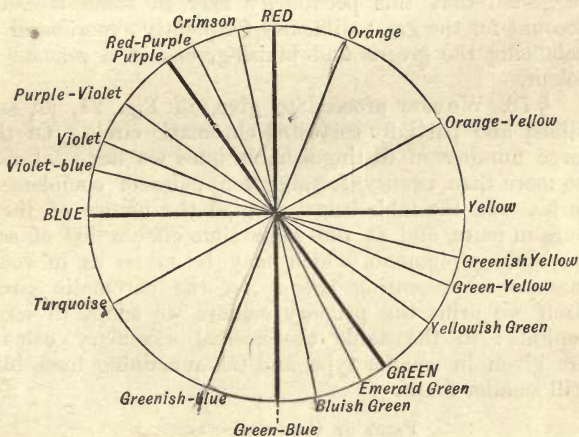 RED
Crimson
Orange
Red-Purple
Purple
Purple-Violet
Orange-Yellow
Violet
Violet-blue
BLUE
Yellow
Greenish Yellow
Green-Yellow
Turquoise
Yellowish Green
GREEN
Emerald Green
Greenish-blue
Bluish Green
Green-Blue